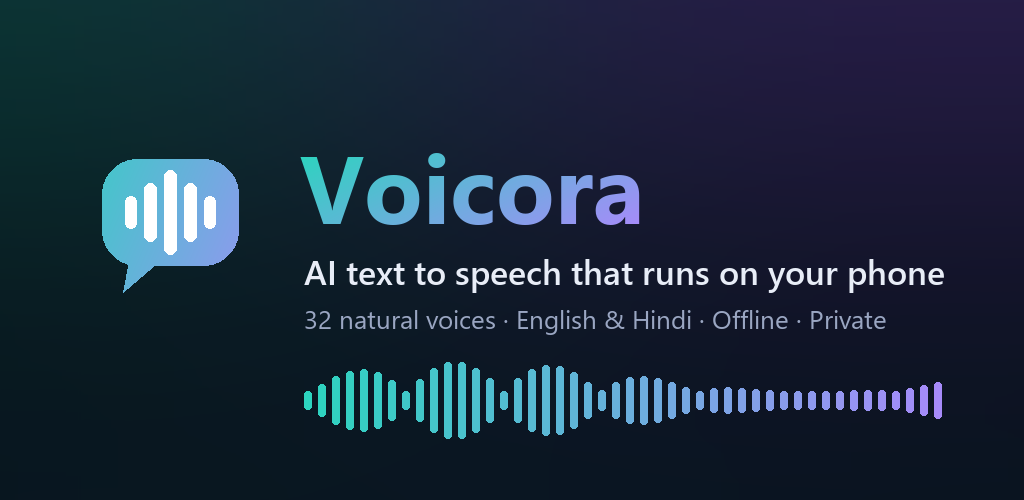 Voicora
AI text to speech that runs on your phone
32 natural voices · English & Hindi · Offline · Private